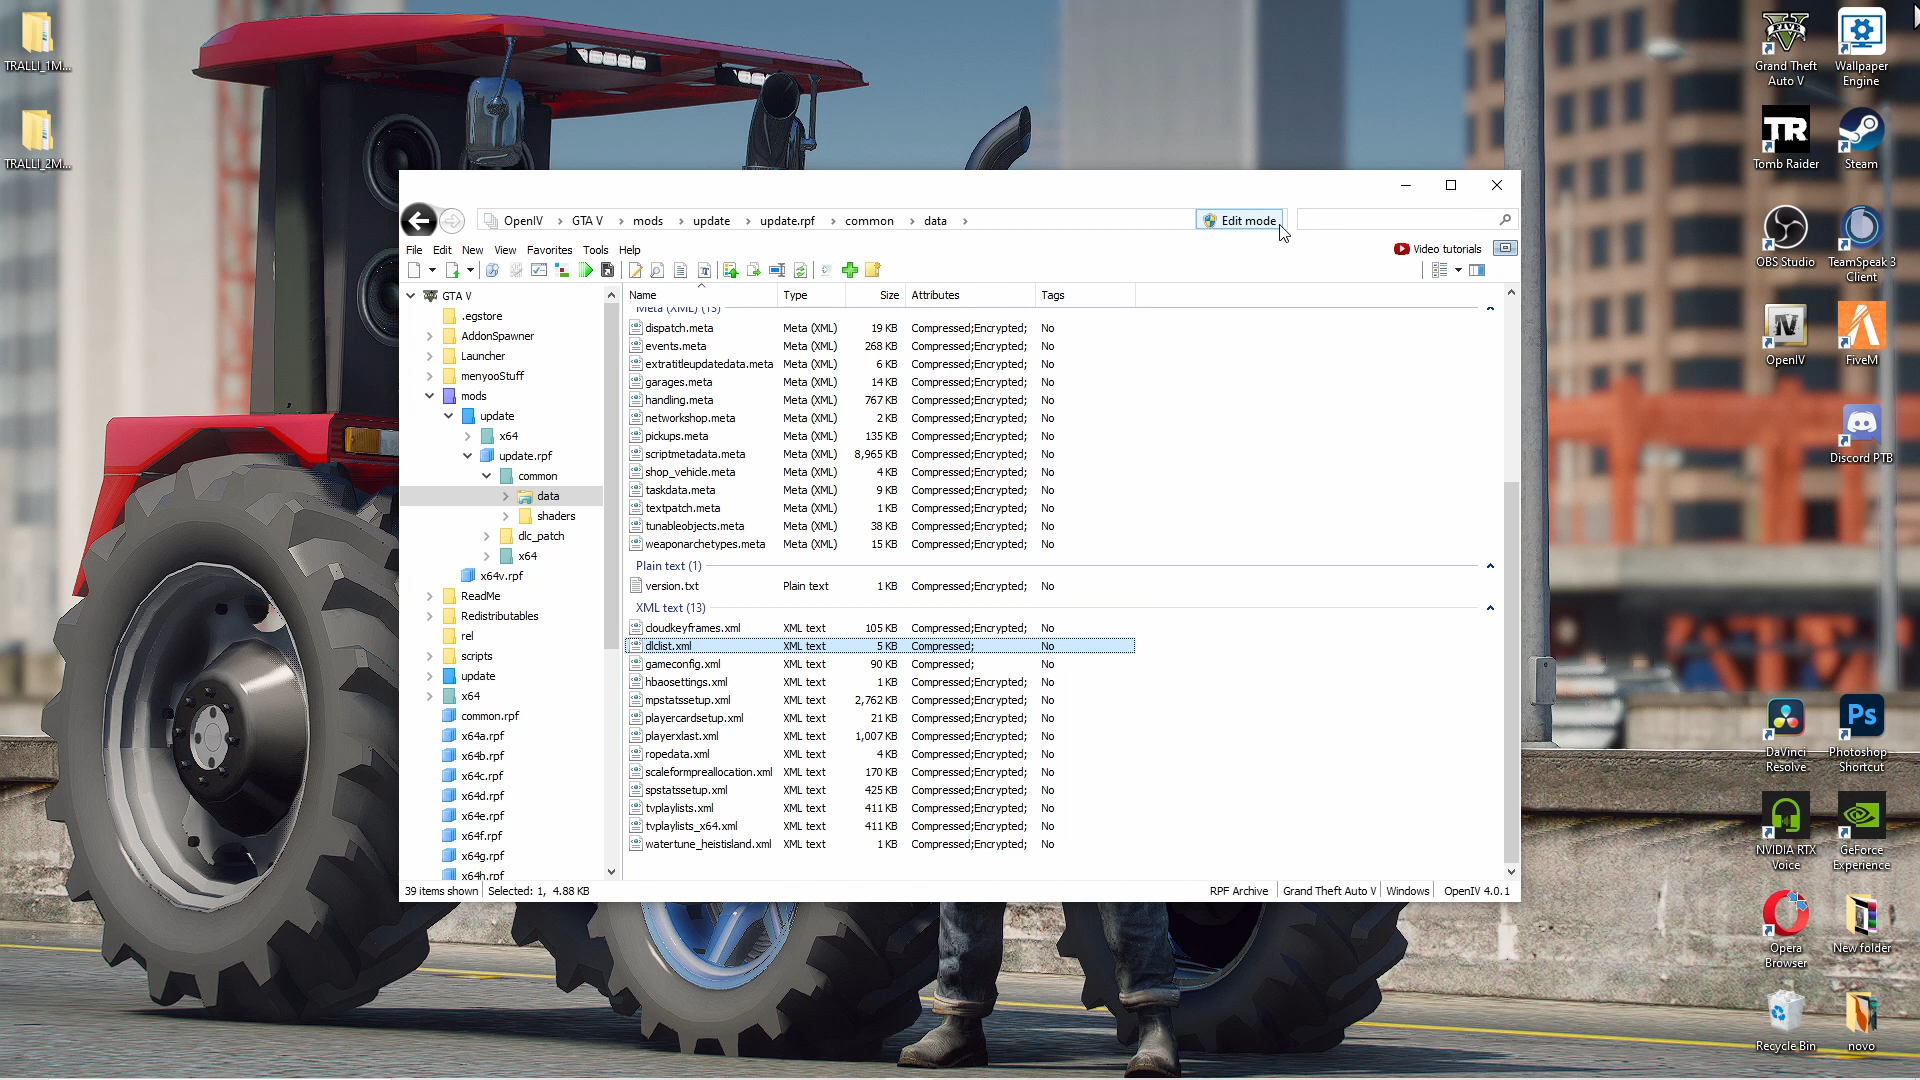 TRALLI_1M...
TRALLI_2M...
Grand Theft
Auto V
Wallpaper
Engine
TR
Tomb Raider
Steam
OBS Studio
TeamSpeak 3
Client
IV
OpenIV
FiveM
Discord PTB
DaVinci
Resolve
Ps
Photoshop -
Shortcut
NVIDIA RTX
Voice
GeForce
Experience
Opera
Browser
New folder
Recycle Bin
novo
OpenIV > GTA V > mods > update > update.rpf > common > data >
Edit mode
File Edit New View Favorites Tools Help
Video tutorials
GTA V
.egstore
AddonSpawner
Launcher
menyooStuff
mods
update
x64
update.rpf
common
data
shaders
dlc_patch
x64
x64v.rpf
ReadMe
Redistributables
rel
scripts
update
x64
common.rpf
x64a.rpf
x64b.rpf
x64c.rpf
x64d.rpf
x64e.rpf
x64f.rpf
x64g.rpf
x64h.rpf
Name Type Size Attributes Tags
Meta (XML) (13)
dispatch.meta Meta (XML) 19 KB Compressed;Encrypted; No
events.meta Meta (XML) 268 KB Compressed;Encrypted; No
extratitleupdatedata.meta Meta (XML) 6 KB Compressed;Encrypted; No
garages.meta Meta (XML) 14 KB Compressed;Encrypted; No
handling.meta Meta (XML) 767 KB Compressed;Encrypted; No
networkshop.meta Meta (XML) 2 KB Compressed;Encrypted; No
pickups.meta Meta (XML) 135 KB Compressed;Encrypted; No
scriptmetadata.meta Meta (XML) 8,965 KB Compressed;Encrypted; No
shop_vehicle.meta Meta (XML) 4 KB Compressed;Encrypted; No
taskdata.meta Meta (XML) 9 KB Compressed;Encrypted; No
textpatch.meta Meta (XML) 1 KB Compressed;Encrypted; No
tunableobjects.meta Meta (XML) 38 KB Compressed;Encrypted; No
weaponarchetypes.meta Meta (XML) 15 KB Compressed;Encrypted; No
Plain text (1)
version.txt Plain text 1 KB Compressed;Encrypted; No
XML text (13)
cloudkeyframes.xml XML text 105 KB Compressed;Encrypted; No
dlclist.xml XML text 5 KB Compressed; No
gameconfig.xml XML text 90 KB Compressed; No
hbaosettings.xml XML text 1 KB Compressed;Encrypted; No
mpstatssetup.xml XML text 2,762 KB Compressed;Encrypted; No
playercardsetup.xml XML text 21 KB Compressed;Encrypted; No
playerxlast.xml XML text 1,007 KB Compressed;Encrypted; No
ropedata.xml XML text 4 KB Compressed;Encrypted; No
scaleformpreallocation.xml XML text 170 KB Compressed;Encrypted; No
spstatssetup.xml XML text 425 KB Compressed;Encrypted; No
tvplaylists.xml XML text 411 KB Compressed;Encrypted; No
tvplaylists_x64.xml XML text 411 KB Compressed;Encrypted; No
watertune_heistisland.xml XML text 1 KB Compressed;Encrypted; No
39 items shown Selected: 1, 4.88 KB
RPF Archive Grand Theft Auto V Windows OpenIV 4.0.1